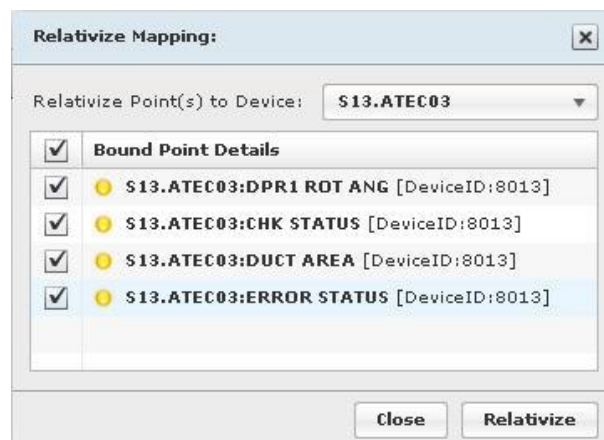 Relativize Mapping:
Relativize Point(s) to Device: S13.ATEC03
Bound Point Details
S13.ATEC03:DPR1 ROT ANG [DeviceID:8013]
S13.ATEC03:CHK STATUS [DeviceID:8013]
S13.ATEC03:DUCT AREA [DeviceID:8013]
S13.ATEC03:ERROR STATUS [DeviceID:8013]
Close Relativize